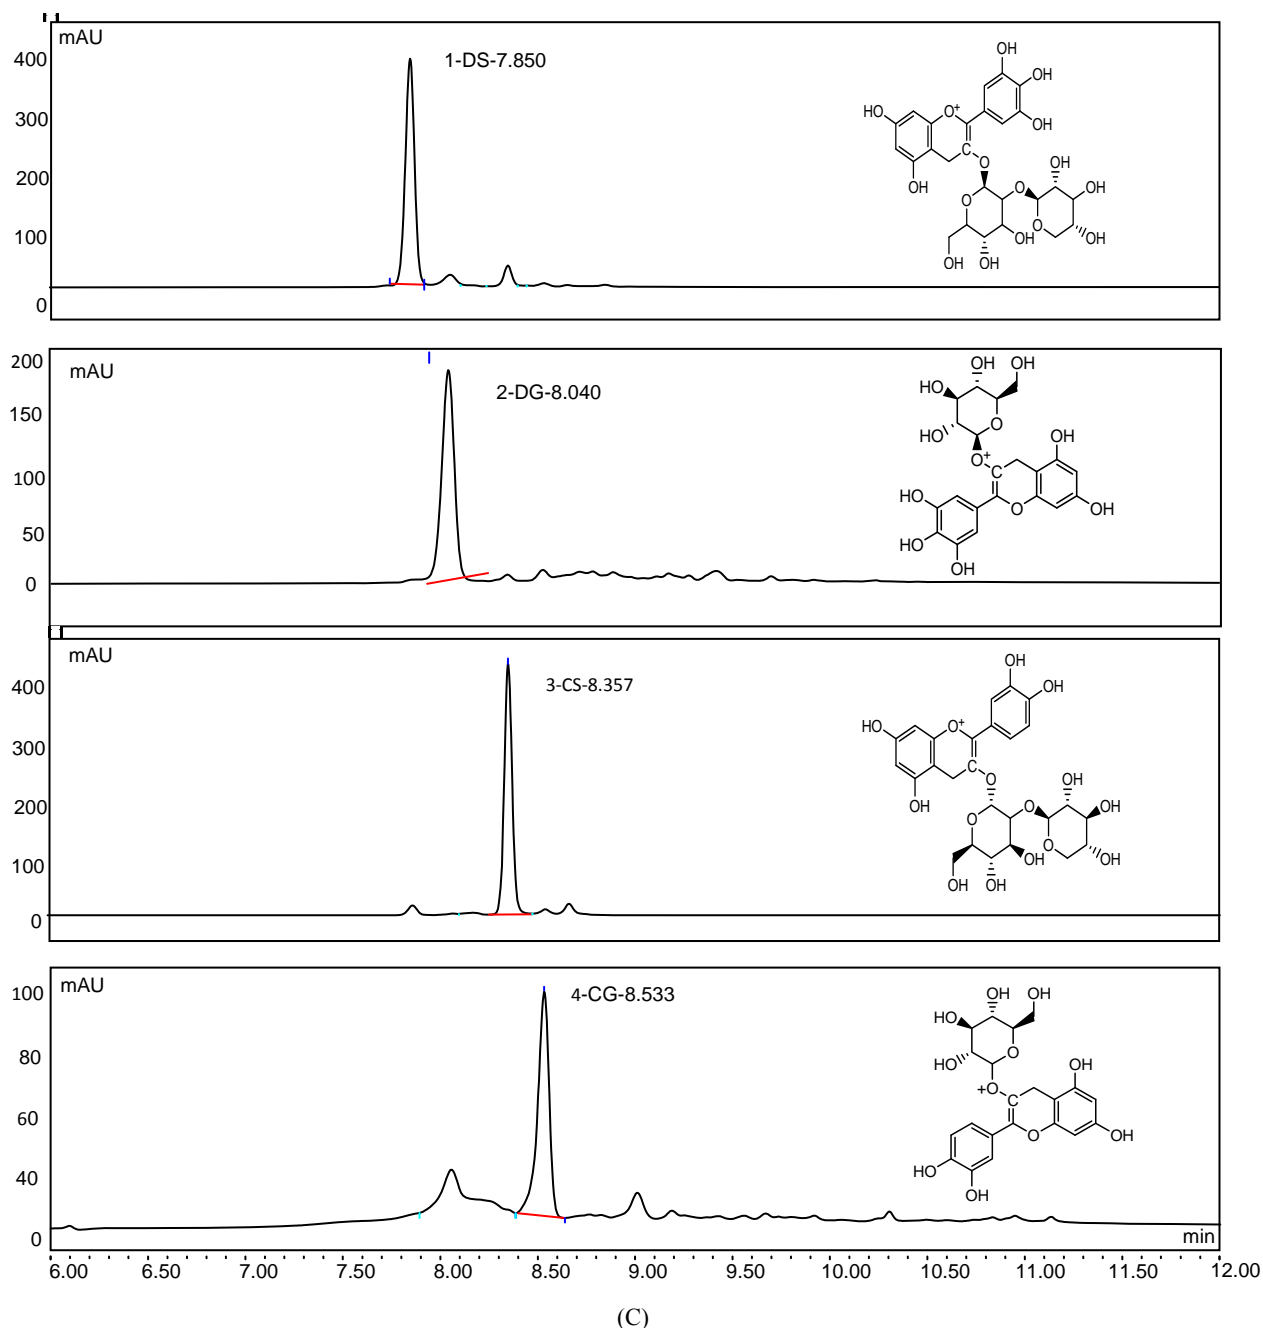 mAU
400
300
200
100
0
1-DS-7.850
OH
OH
HO
O+
OH
C
O
OH
OH
O
OH
O
O
OH
OH
OH
OH
mAU
200
150
100
50
0
2-DG-8.040
OH
OH
HO
O
HO
OH
O+
C
HO
O
OH
HO
OH
mAU
400
300
200
100
0
3-CS-8.357
OH
OH
HO
O+
C
O
OH
OH
O
OH
O
O
OH
OH
OH
OH
mAU
100
80
60
40
20
0
4-CG-8.533
OH
OH
HO
O
HO
OH
+O
C
O
OH
HO
OH
min
6.00 6.50 7.00 7.50 8.00 8.50 9.00 9.50 10.00 10.50 11.00 11.50 12.00
(C)